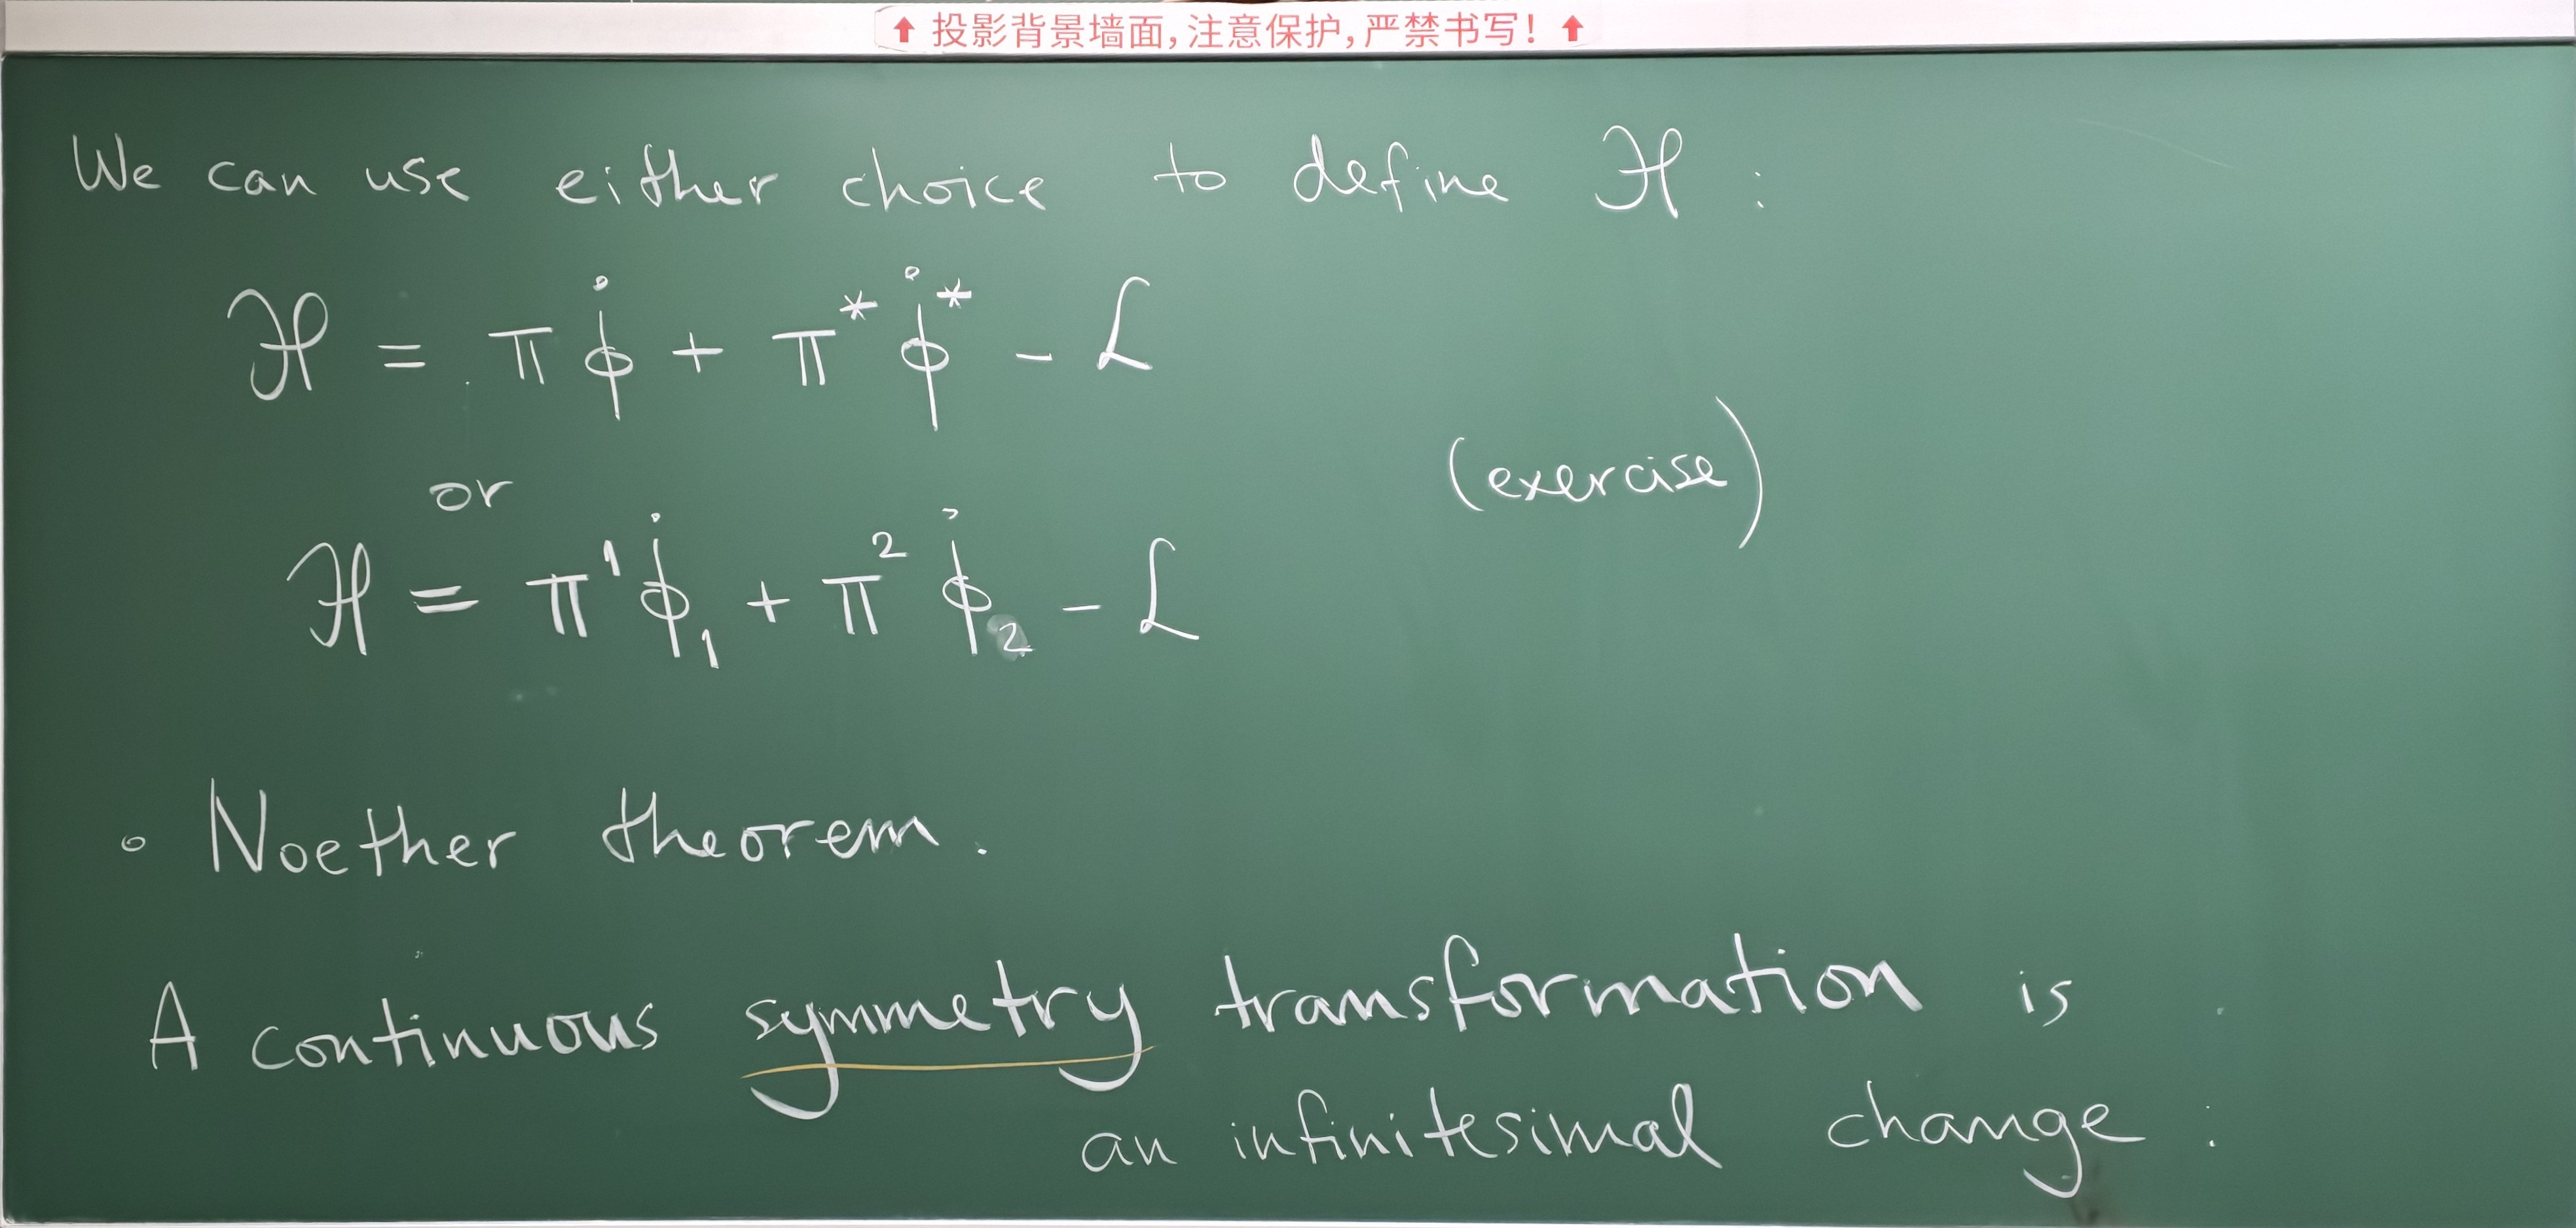 ↑ 投影背景墙面,注意保护,严禁书写! ↑
We can use either choice to define ℋ :
ℋ = π φ̇ + π* φ̇* - ℒ
(exercise)
or
ℋ = π¹ φ̇₁ + π² φ̇₂ - ℒ
∘ Noether theorem.
A continuous symmetry transformation is
an infinitesimal change :